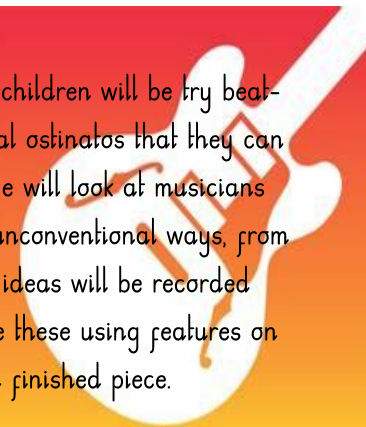 children will be try beat-
al ostinatos that they can
e will look at musicians
unconventional ways, from
ideas will be recorded
e these using features on
finished piece.